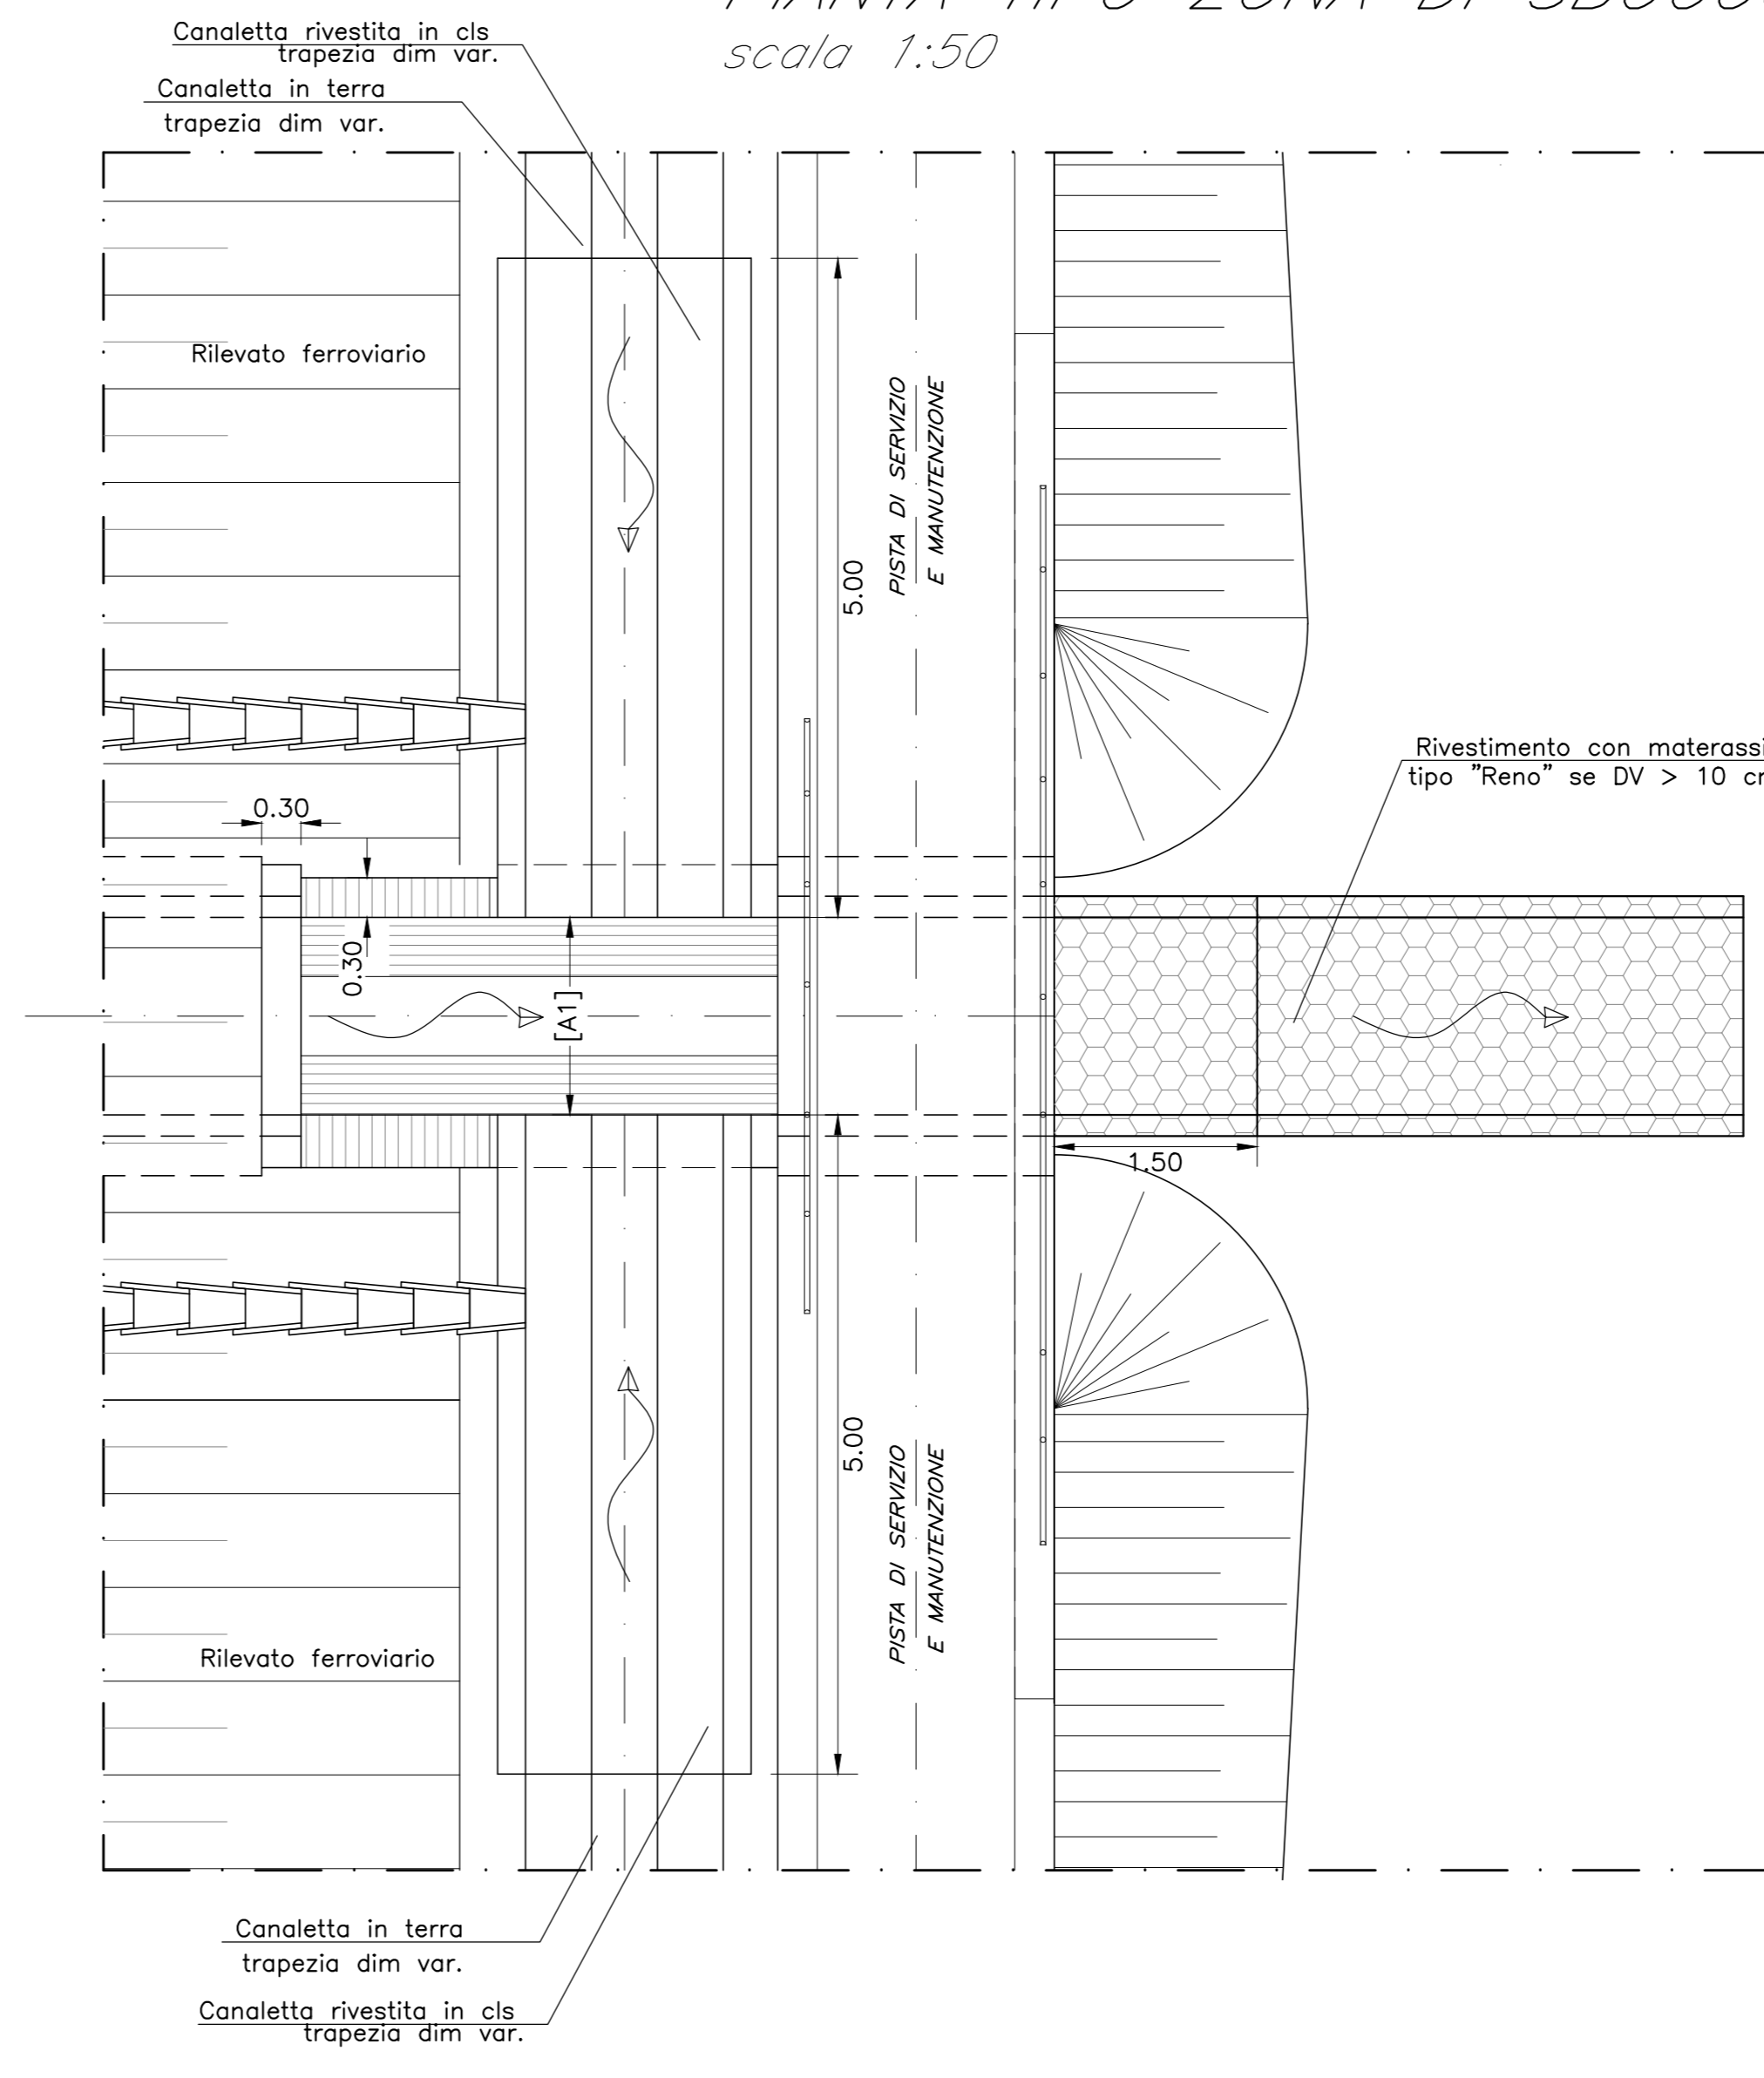 scala 1:50
Canaletta rivestita in cls
trapezia dim var.
Canaletta in terra
trapezia dim var.
Rilevato ferroviario
PISTA DI SERVIZIO
E MANUTENZIONE
5.00
Rivestimento con materassi
tipo "Reno" se DV > 10
0.30
0.30
[A1]
1.50
5.00
PISTA DI SERVIZIO
E MANUTENZIONE
Rilevato ferroviario
Canaletta in terra
trapezia dim var.
Canaletta rivestita in cls
trapezia dim var.